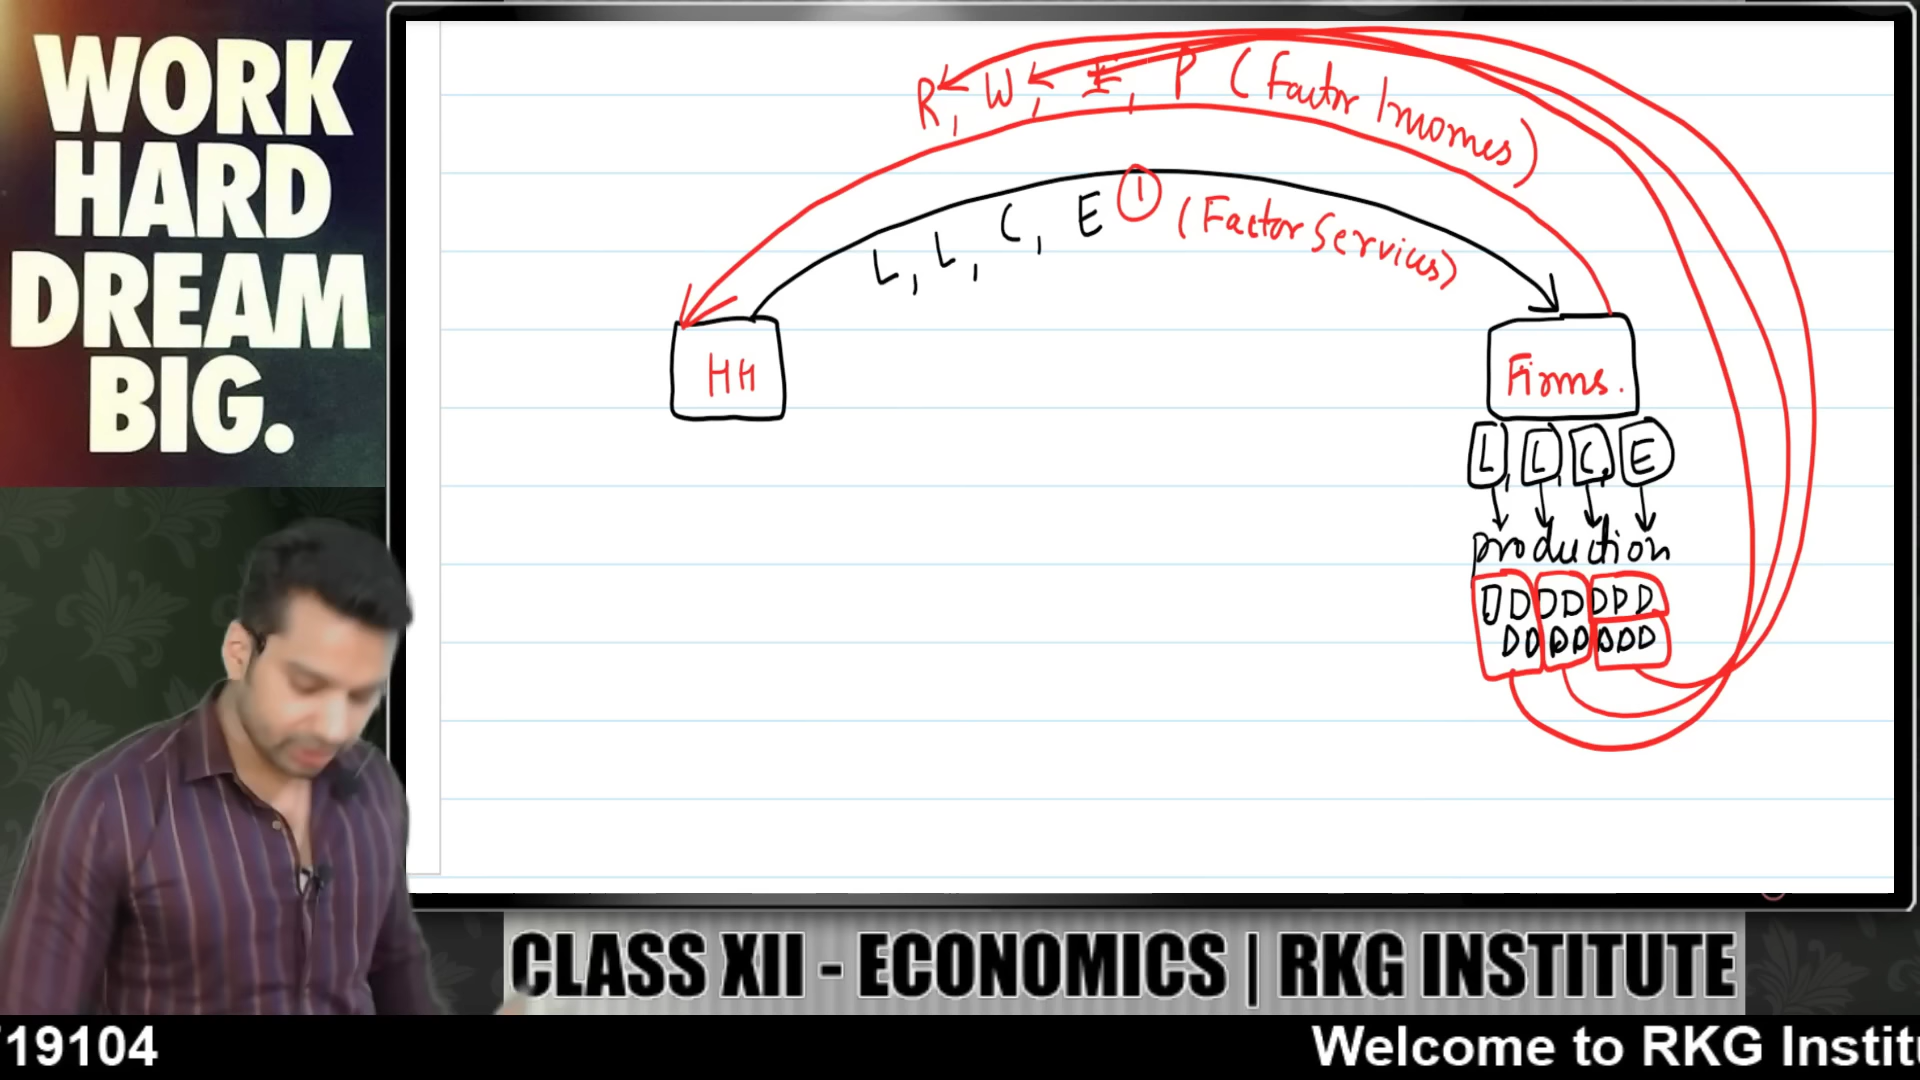 WORK
HARD
DREAM
BIG.
R, W, I, P (Factor Incomes)
L, L, C, E ① (Factor Services)
HH
Firms.
L, L, C, E
production
D D D D D D D
D D D D D D D
CLASS XII - ECONOMICS | RKG INSTITUTE
19104
Welcome to RKG Instit